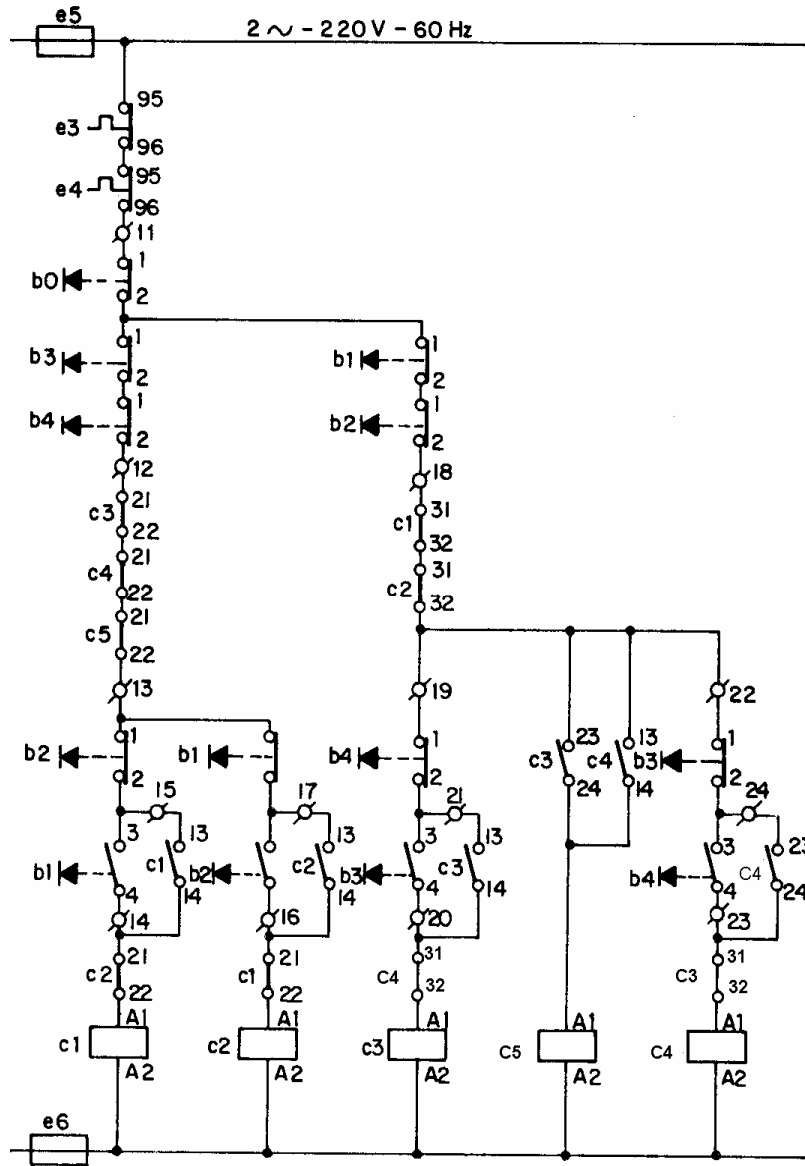 e5 2 ~ - 220 V - 60 Hz
95
e3
96
95
e4
96
11
1
b0
2
1 1
b3 b1
2 2
1 1
b4 b2
2 2
12 18
21 31
c3 c1
22 32
21 31
c4 c2
22 32
21
c5
22
13 19 22
1 1 23 13 1
b2 b1 b4 c3 c4 b3
2 2 24 14 2
15 17 21 24
3 13 13 3 13 3 23
b1 c1 b2 c2 b3 c3 b4 C4
4 14 14 4 14 4 24
14 16 20 23
21 21 31 31
c2 c1 C4 C3
22 22 32 32
A1 A1 A1 A1 A1
c1 c2 c3 C5 C4
A2 A2 A2 A2 A2
e6